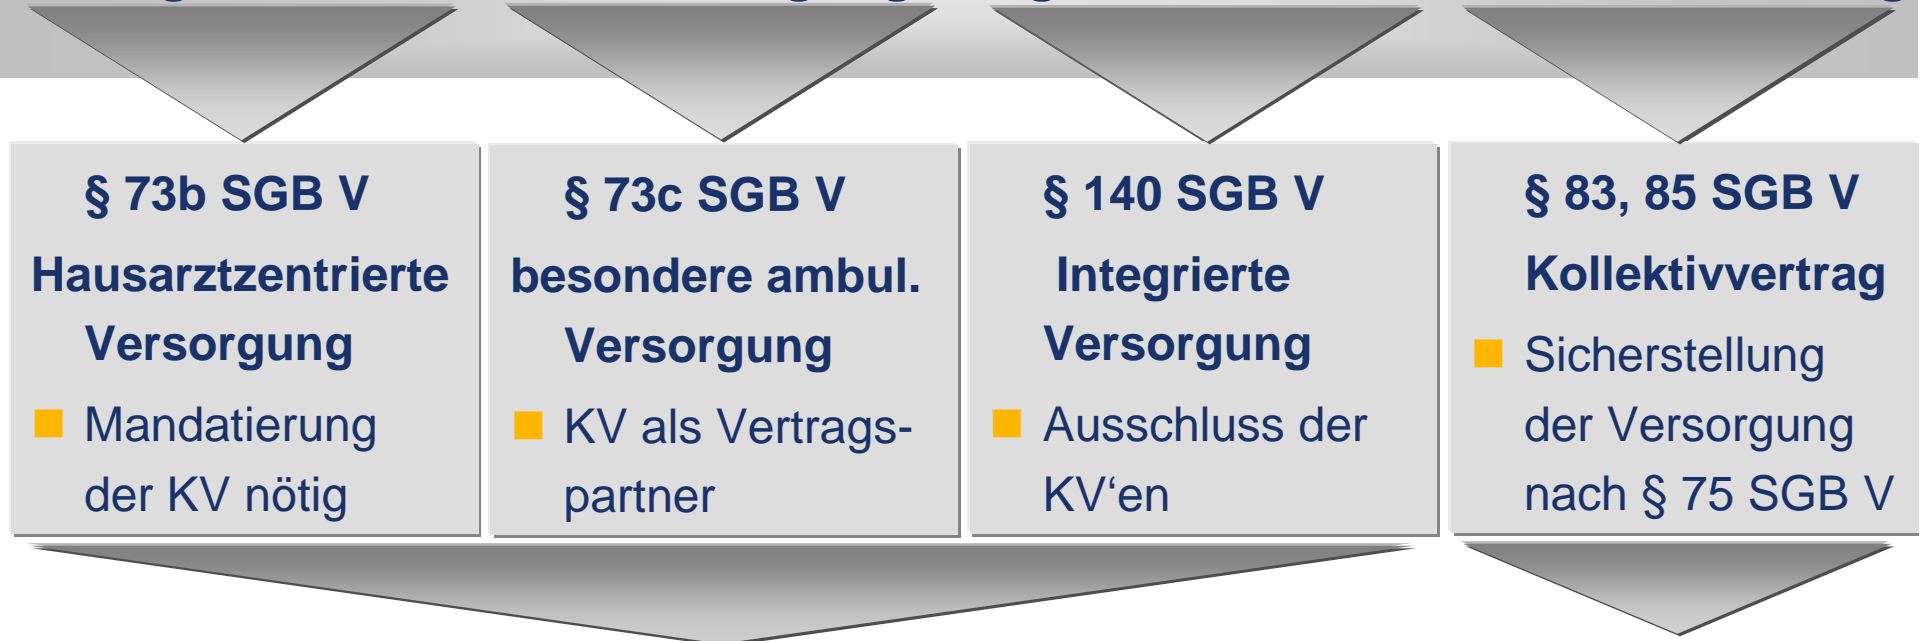 § 73b SGB V
Hausarztzentrierte
Versorgung
Mandatierung
der KV nötig
§ 73c SGB V
besondere ambul.
Versorgung
KV als Vertrags-
partner
§ 140 SGB V
Integrierte
Versorgung
Ausschluss der
KV‘en
§ 83, 85 SGB V
Kollektivvertrag
Sicherstellung
der Versorgung
nach § 75 SGB V